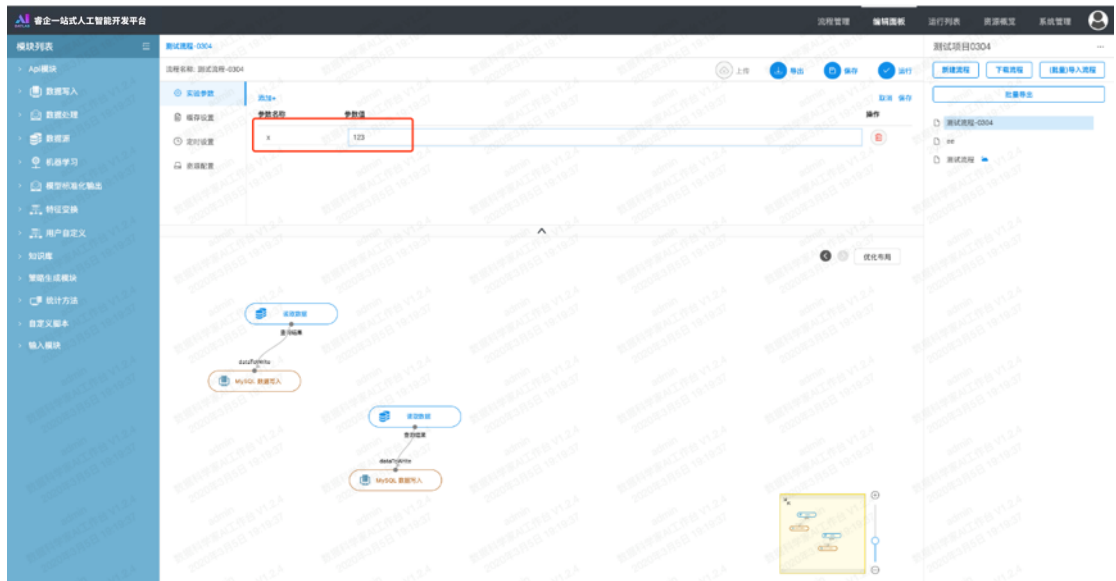 睿企一站式人工智能开发平台
流程管理
编辑面板
运行列表
资源概览
系统管理
模块列表
Api模块
数据写入
数据处理
数据源
机器学习
模型标准化输出
特征变换
用户自定义
知识库
策略生成模块
统计方法
自定义脚本
输入模块
测试流程-0304
流程名称: 测试流程-0304
上传
导出
保存
运行
实验参数
缓存设置
定时设置
资源配置
添加+
取消 保存
参数名称
参数值
操作
123
优化布局
读取数据
查询结果
dataToWrite
MySQL 数据写入
读取数据
查询结果
dataToWrite
MySQL 数据写入
测试项目0304
新建流程
下载流程
(批量)导入流程
批量导出
测试流程-0304
测试流程